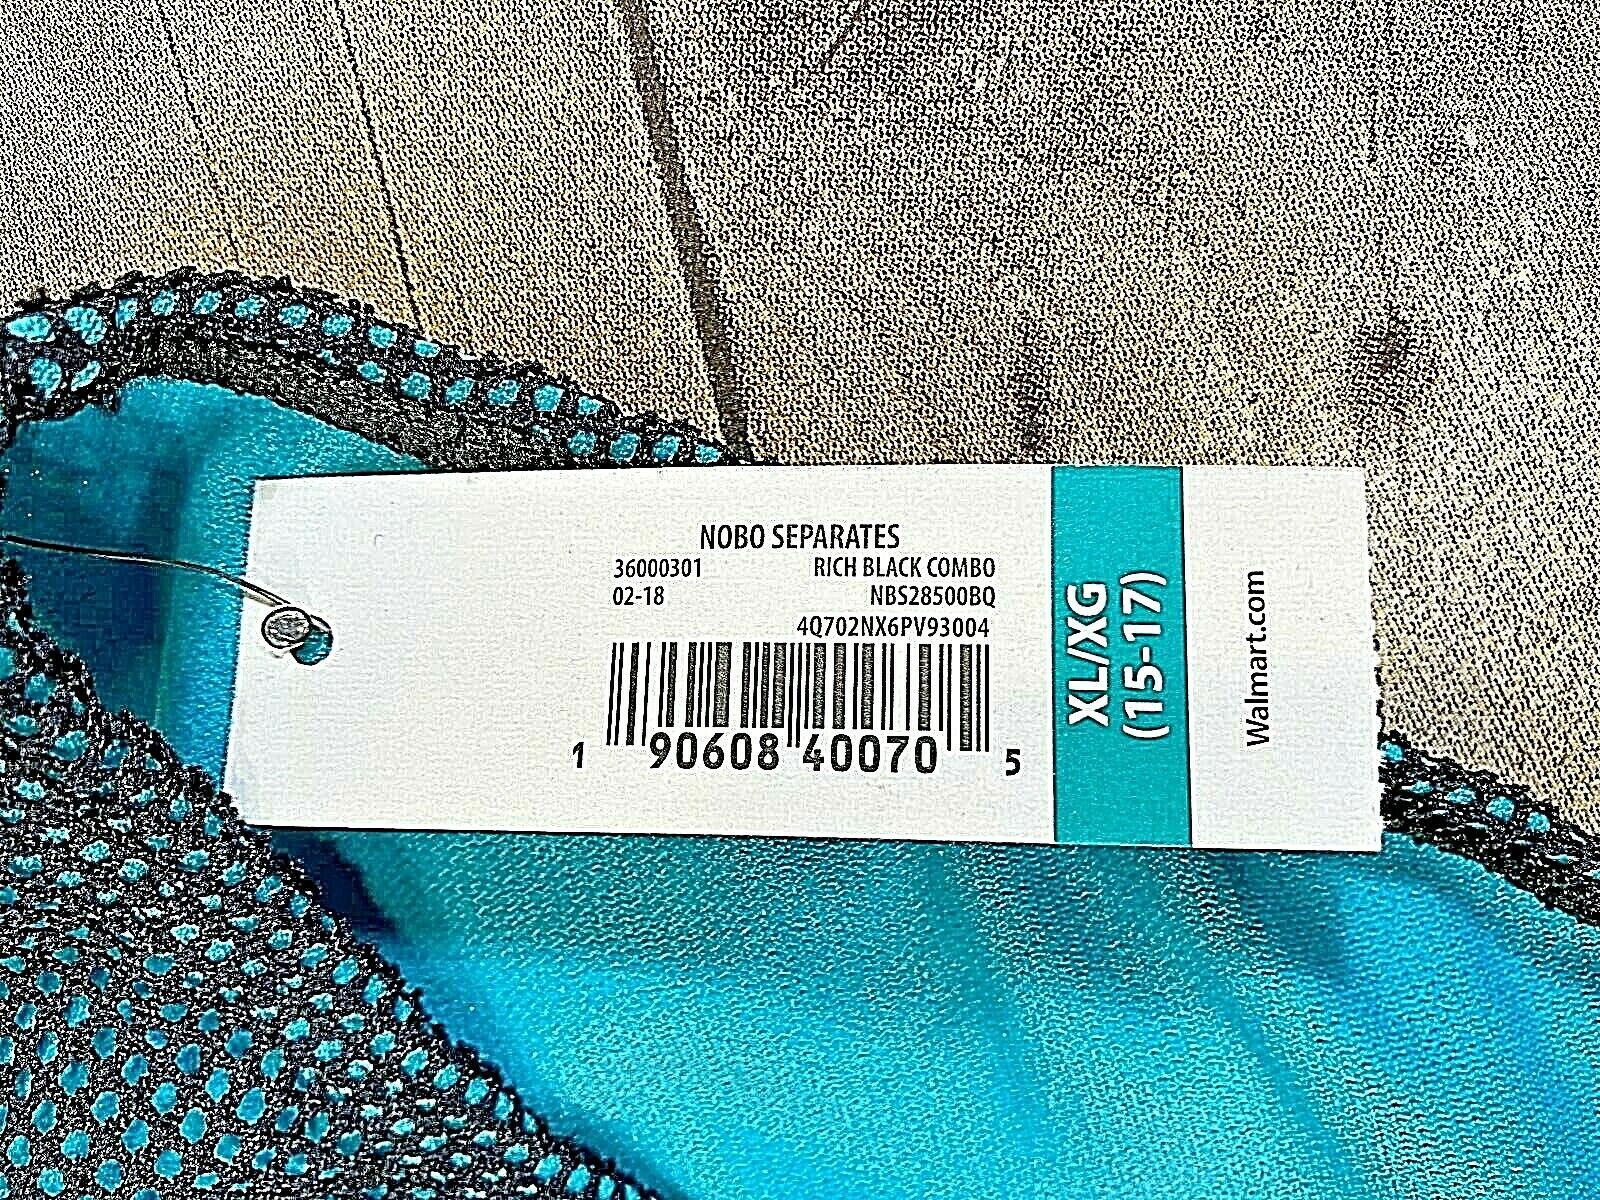 NOBO SEPARATES
36000301 RICH BLACK COMBO
02-18 NBS28500BQ
4Q702NX6PV93004
1 90608 40070 5
XL/XG
(15-17)
Walmart.com